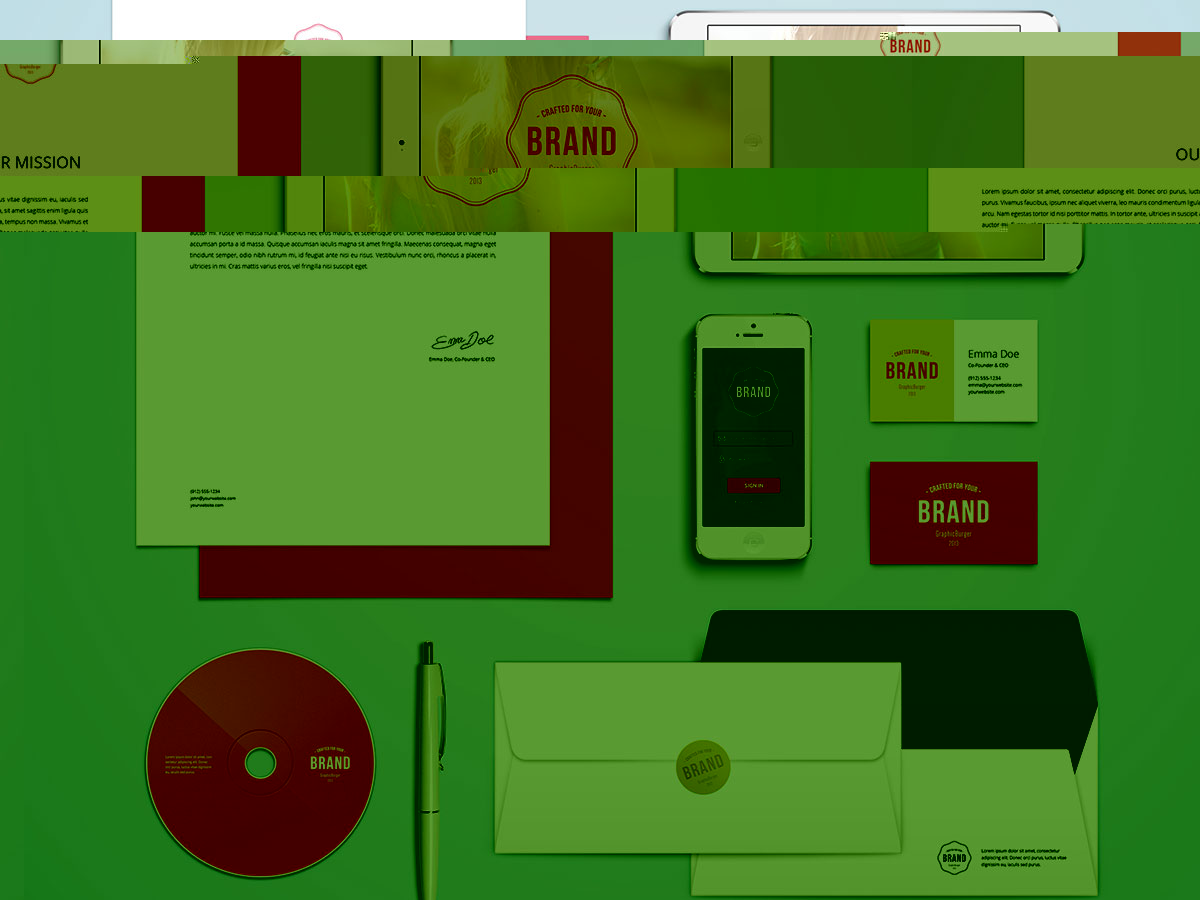 BRAND
- CRAFTED FOR YOUR -
BRAND
R MISSION
OU
2013
us vitae dignissim eu, iaculis sed
, sit amet sagittis enim ligula quis
, tempus non massa. Vivamus et
Lorem ipsum dolor sit amet, consectetur adipiscing elit. Donec orci purus, luctus
purus. Vivamus faucibus, ipsum nec aliquet viverra, leo mauris condimentum ligula
arcu. Nam egestas tortor id nisi porttitor mattis. In tortor ante, ultricies in suscipit
auctor mi.
accumsan porta a id massa. Quisque accumsan iaculis magna sit amet fringilla. Maecenas consequat, magna eget
tincidunt semper, odio nibh rutrum mi, id feugiat ante nisi eu risus. Vestibulum nunc orci, rhoncus a placerat in,
ultricies in mi. Cras mattis varius eros, vel fringilla nisi suscipit eget.
Emma Doe
Emma Doe, Co-Founder & CEO
(912) 555-1234
john@yourwebsite.com
yourwebsite.com
BRAND
SIGN IN
- CRAFTED FOR YOUR -
BRAND
GraphicBurger
2013
Emma Doe
Co-Founder & CEO
(912) 555-1234
emma@yourwebsite.com
yourwebsite.com
- CRAFTED FOR YOUR -
BRAND
GraphicBurger
2013
- CRAFTED FOR YOUR -
BRAND
GraphicBurger
BRAND
BRAND
Lorem ipsum dolor sit amet, consectetur
adipiscing elit. Donec orci purus, luctus vitae
dignissim eu, iaculis sed purus.